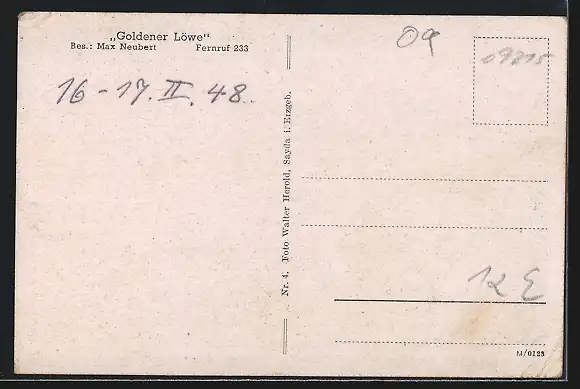 „Goldener Löwe“
Bes.: Max Neubert Fernruf 233
16 - 17. II. 48.
Nr. 4. Foto Walter Herold, Sayda i. Erzgeb.
09
09215
12 E
M/0123